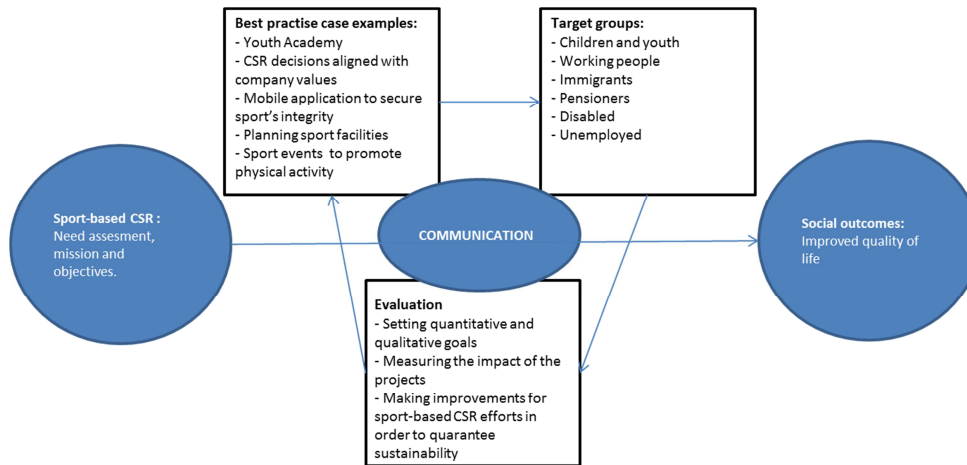 Best practise case examples:
- Youth Academy
- CSR decisions aligned with
company values
- Mobile application to secure
sport's integrity
- Planning sport facilities
- Sport events to promote
physical activity
Target groups:
- Children and youth
- Working people
- Immigrants
- Pensioners
- Disabled
- Unemployed
Sport-based CSR :
Need assesment,
mission and
objectives.
COMMUNICATION
Social outcomes:
Improved quality of
life
Evaluation
- Setting quantitative and
qualitative goals
- Measuring the impact of the
projects
- Making improvements for
sport-based CSR efforts in
order to quarantee
sustainability